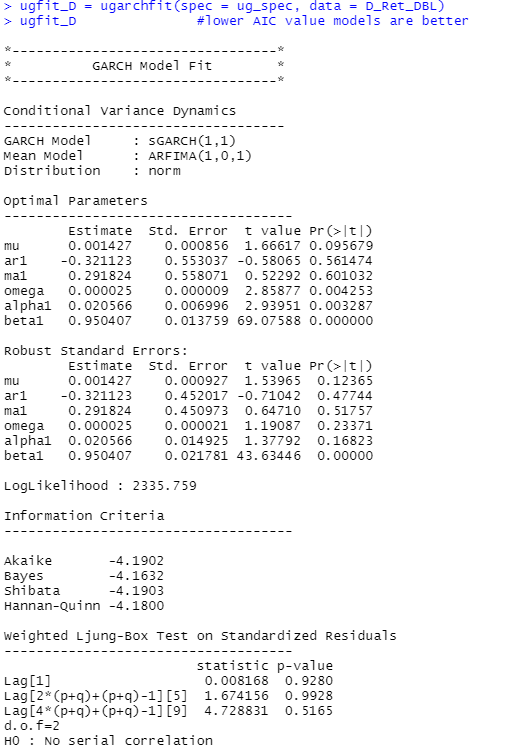 > ugfit_D = ugarchfit(spec = ug_spec, data = D_Ret_DBL)
> ugfit_D                #lower AIC value models are better
*---------------------------------*
*          GARCH Model Fit        *
*---------------------------------*
Conditional Variance Dynamics
-----------------------------------
GARCH Model     : sGARCH(1,1)
Mean Model      : ARFIMA(1,0,1)
Distribution    : norm
Optimal Parameters
------------------------------------
        Estimate  Std. Error  t value Pr(>|t|)
mu      0.001427    0.000856  1.66617 0.095679
ar1    -0.321123    0.553037 -0.58065 0.561474
ma1     0.291824    0.558071  0.52292 0.601032
omega   0.000025    0.000009  2.85877 0.004253
alpha1  0.020566    0.006996  2.93951 0.003287
beta1   0.950407    0.013759 69.07588 0.000000
Robust Standard Errors:
        Estimate  Std. Error  t value Pr(>|t|)
mu      0.001427    0.000927  1.53965  0.12365
ar1    -0.321123    0.452017 -0.71042  0.47744
ma1     0.291824    0.450973  0.64710  0.51757
omega   0.000025    0.000021  1.19087  0.23371
alpha1  0.020566    0.014925  1.37792  0.16823
beta1   0.950407    0.021781 43.63446  0.00000
LogLikelihood : 2335.759
Information Criteria
------------------------------------
Akaike       -4.1902
Bayes        -4.1632
Shibata      -4.1903
Hannan-Quinn -4.1800
Weighted Ljung-Box Test on Standardized Residuals
------------------------------------
                        statistic p-value
Lag[1]                   0.008168  0.9280
Lag[2*(p+q)+(p+q)-1][5]  1.674156  0.9928
Lag[4*(p+q)+(p+q)-1][9]  4.728831  0.5165
d.o.f=2
H0 : No serial correlation